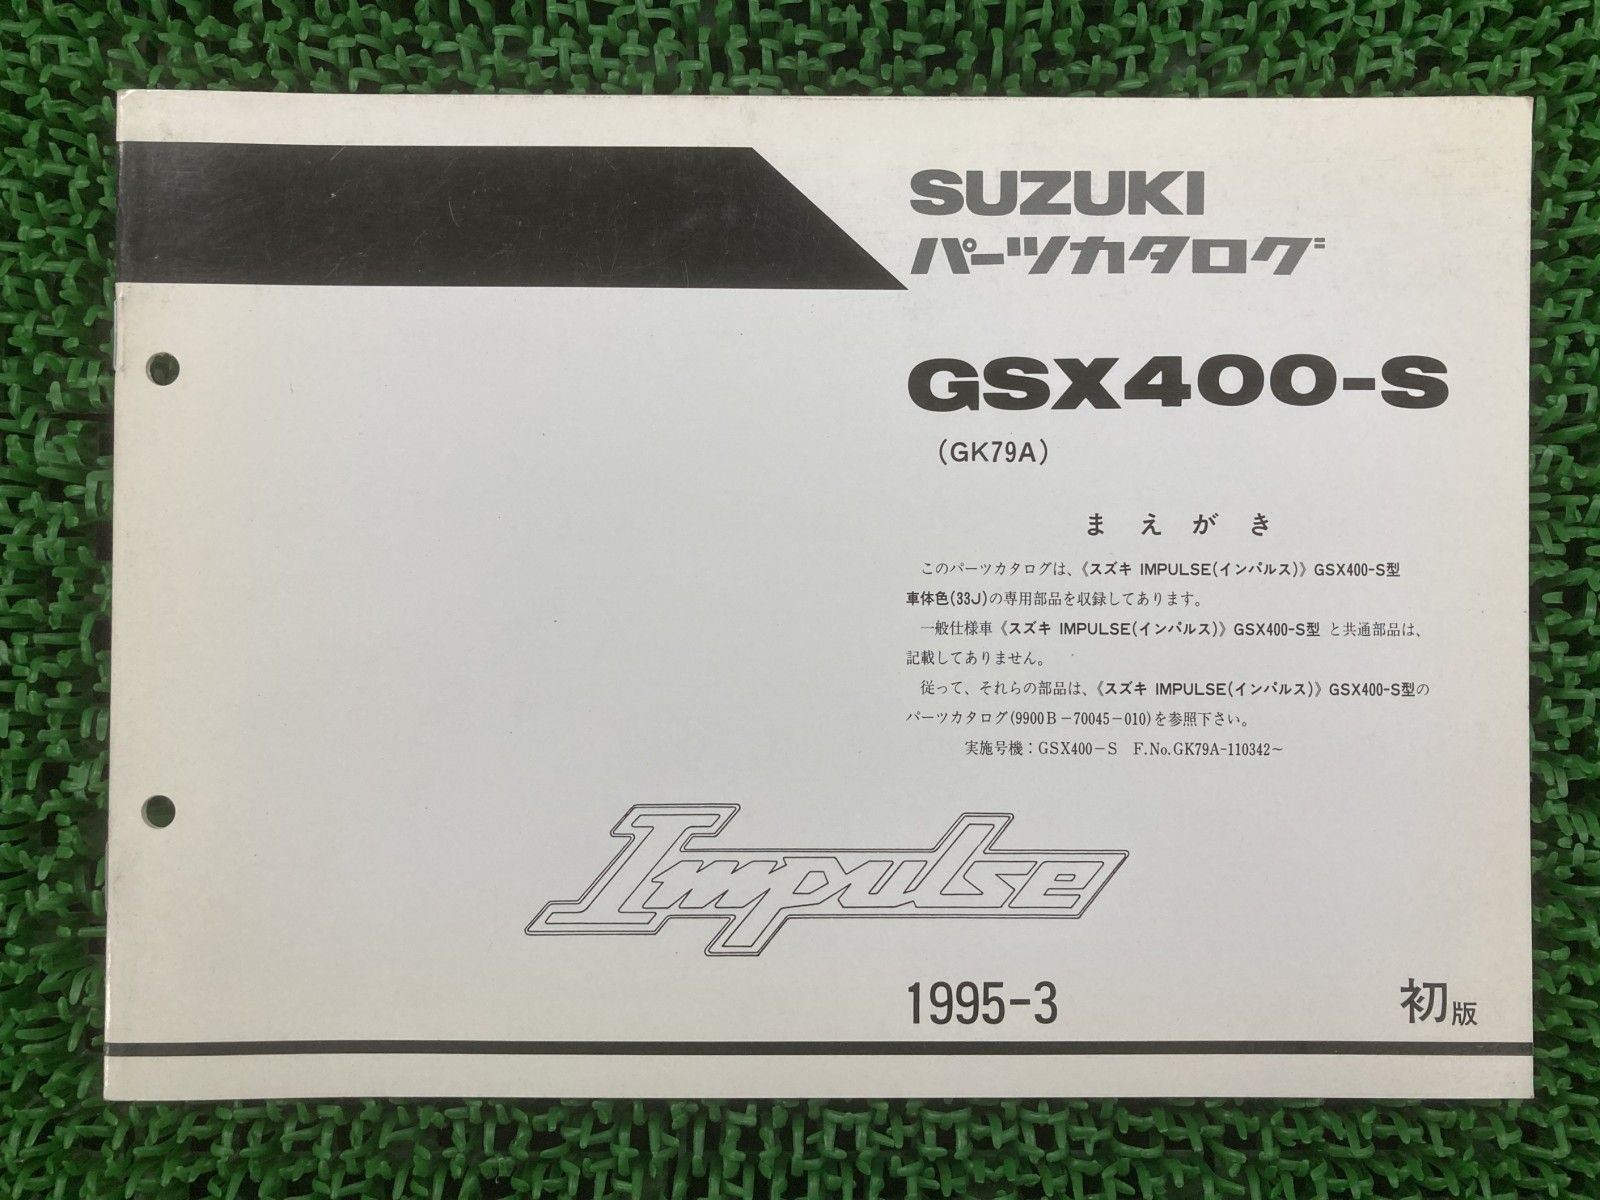 SUZUKI
パーツカタログ
GSX400-S
(GK79A)
まえがき
このパーツカタログは、《スズキ IMPULSE(インパルス)》GSX400-S型
車体色(33J)の専用部品を収録してあります。
一般仕様車《スズキ IMPULSE(インパルス)》GSX400-S型 と共通部品は、
記載してありません。
従って、それらの部品は、《スズキ IMPULSE(インパルス)》GSX400-S型の
パーツカタログ(9900B-70045-010)を参照下さい。
実施号機：GSX400-S F.No.GK79A-110342~
Impulse
1995-3
初版